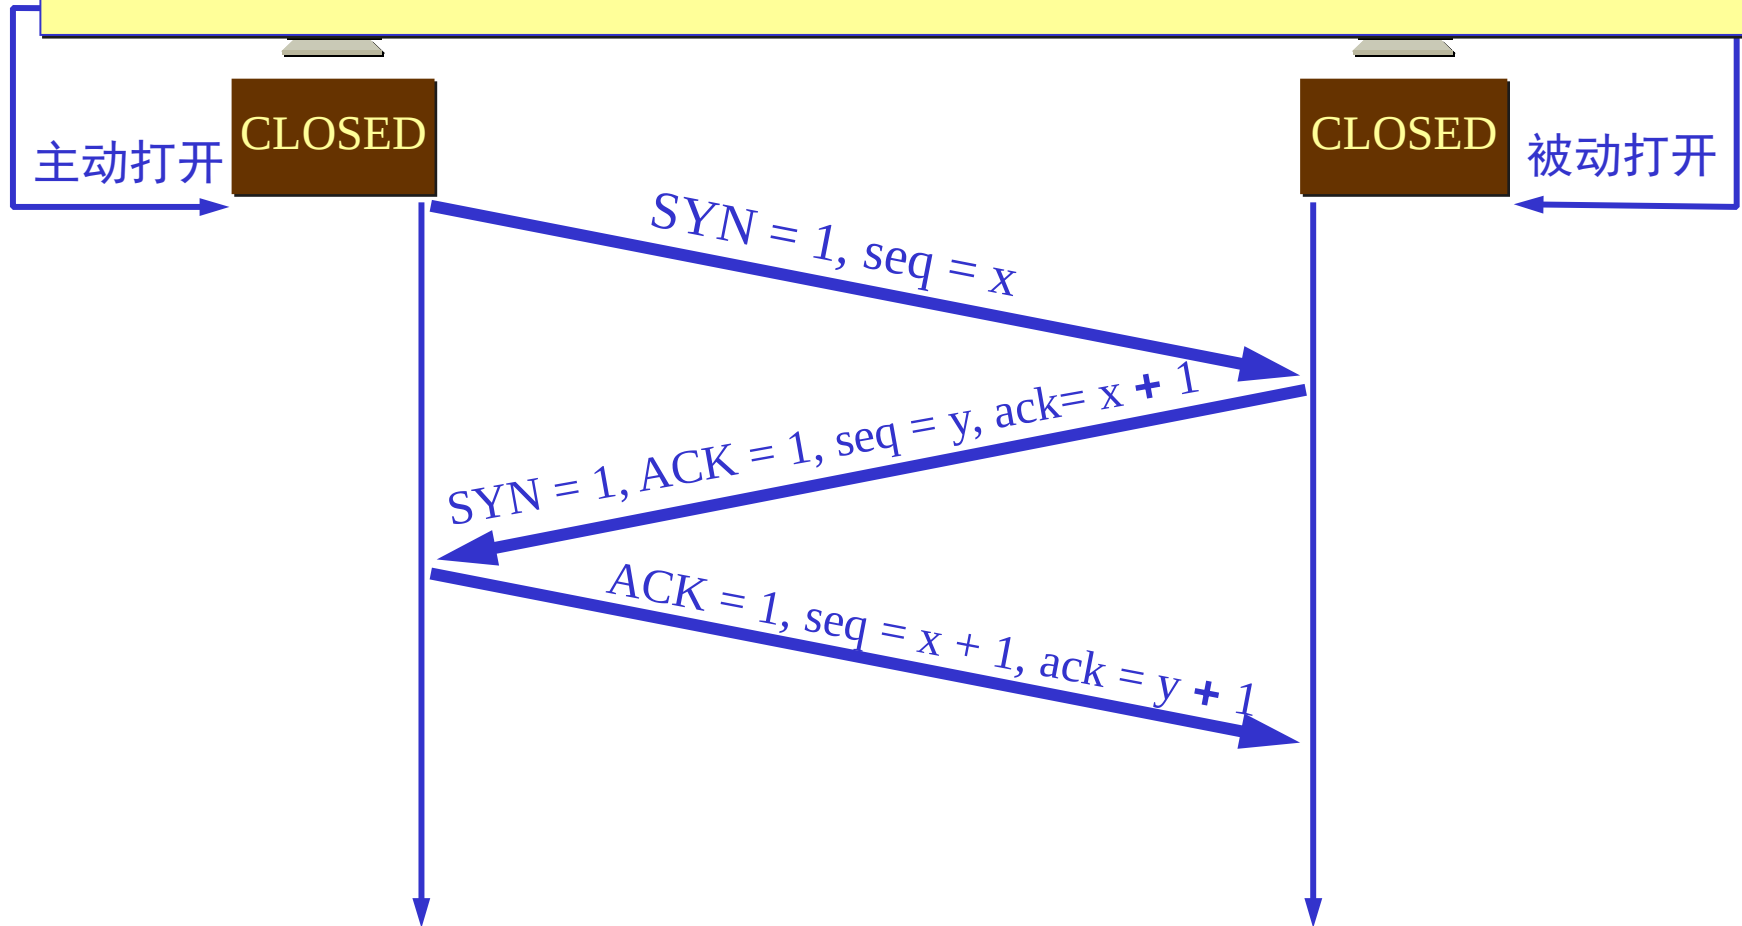 CLOSED
CLOSED
主动打开
被动打开
SYN = 1, seq = x
SYN = 1, ACK = 1, seq = y, ack= x + 1
ACK = 1, seq = x + 1, ack = y + 1